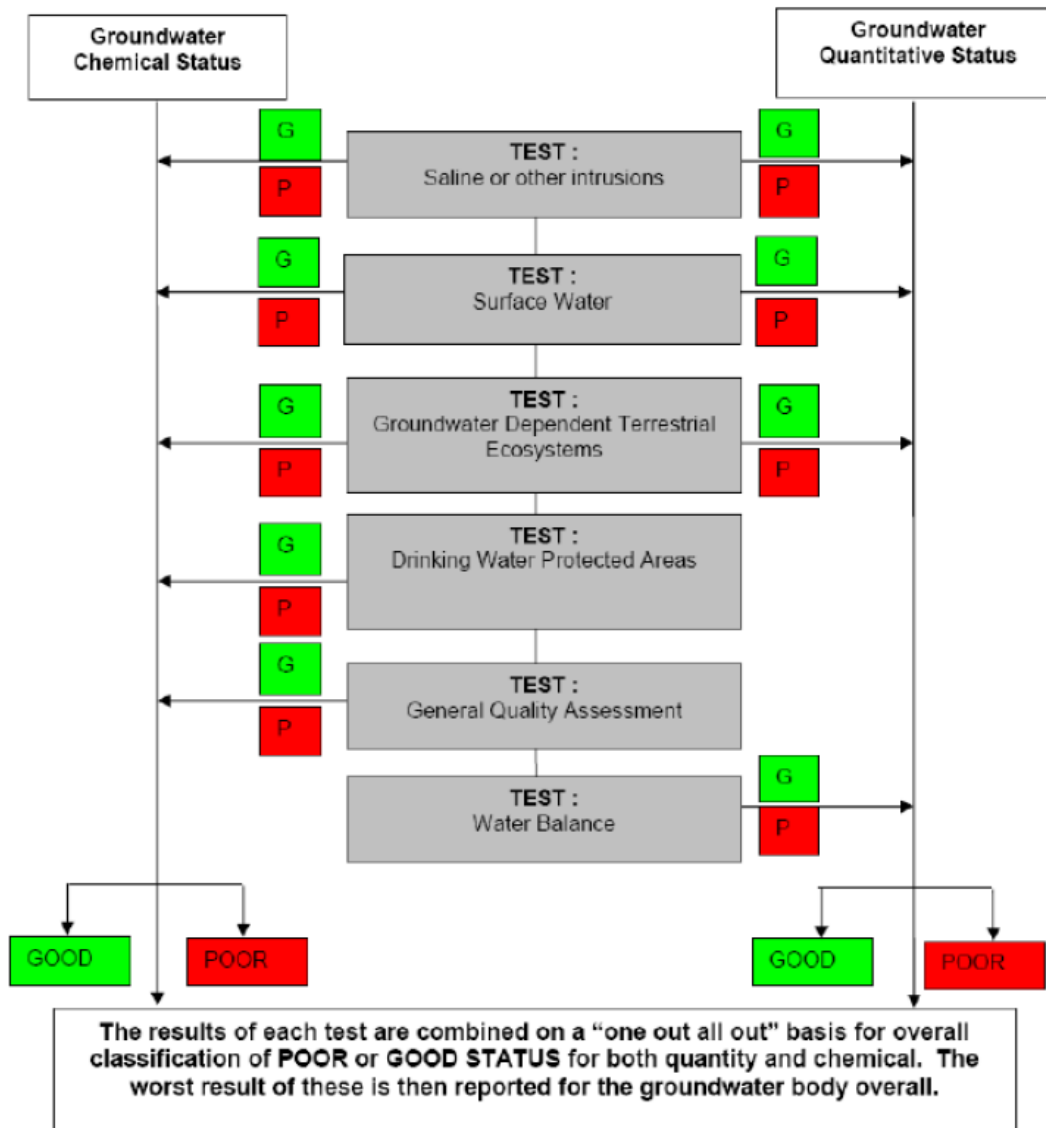 Groundwater
Chemical Status
Groundwater
Quantitative Status
G
P
TEST :
Saline or other intrusions
G
P
G
P
TEST :
Surface Water
G
P
G
P
TEST :
Groundwater Dependent Terrestrial
Ecosystems
G
P
G
P
TEST :
Drinking Water Protected Areas
G
P
TEST :
General Quality Assessment
TEST :
Water Balance
G
P
GOOD
POOR
GOOD
POOR
The results of each test are combined on a “one out all out” basis for overall
classification of POOR or GOOD STATUS for both quantity and chemical. The
worst result of these is then reported for the groundwater body overall.